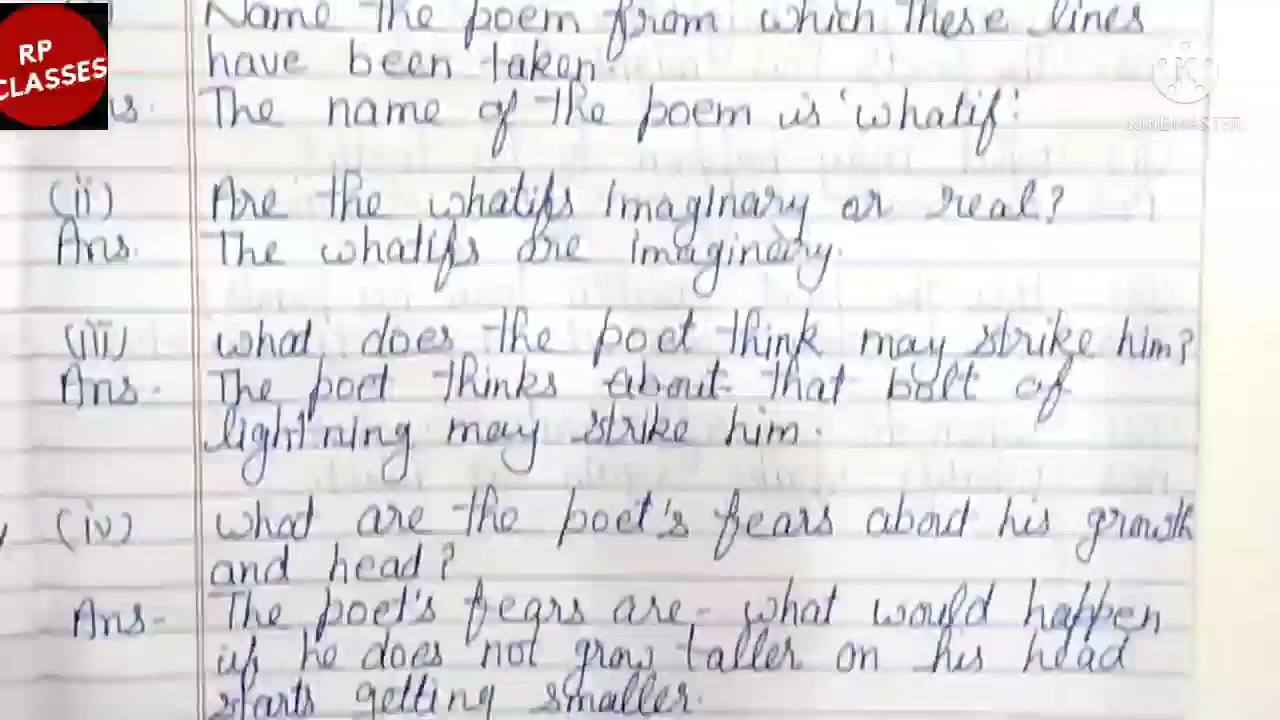 RP
CLASSES
KINEMASTER
Name the poem from which these lines
have been taken.
The name of the poem is 'whatif'.
(ii) Are the whatifs imaginary or real?
Ans. The whatifs are imaginary.
(iii) what does the poet think may strike him?
Ans. The poet thinks about that bolt of
lightning may strike him.
(iv) what are the poet's fears about his growth
and head?
Ans- The poet's fears are- what would happen
if he does not grow taller on his head
starts getting smaller.